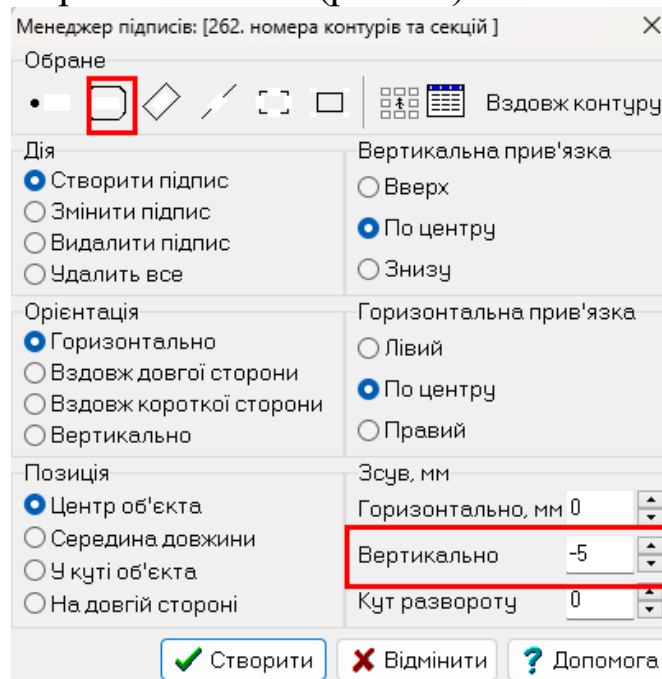 Менеджер підписів: [262. номера контурів та секцій ]
Обране
Вздовж контуру
Дія
Створити підпис
Змінити підпис
Видалити підпис
Удалить все
Вертикальна прив'язка
Вверх
По центру
Знизу
Орієнтація
Горизонтально
Вздовж довгої сторони
Вздовж короткої сторони
Вертикально
Горизонтальна прив'язка
Лівий
По центру
Правий
Позиція
Центр об'єкта
Середина довжини
У куті об'єкта
На довгій стороні
Зсув, мм
Горизонтально, мм 0
Вертикально -5
Кут развороту 0
Створити
Відмінити
Допомога